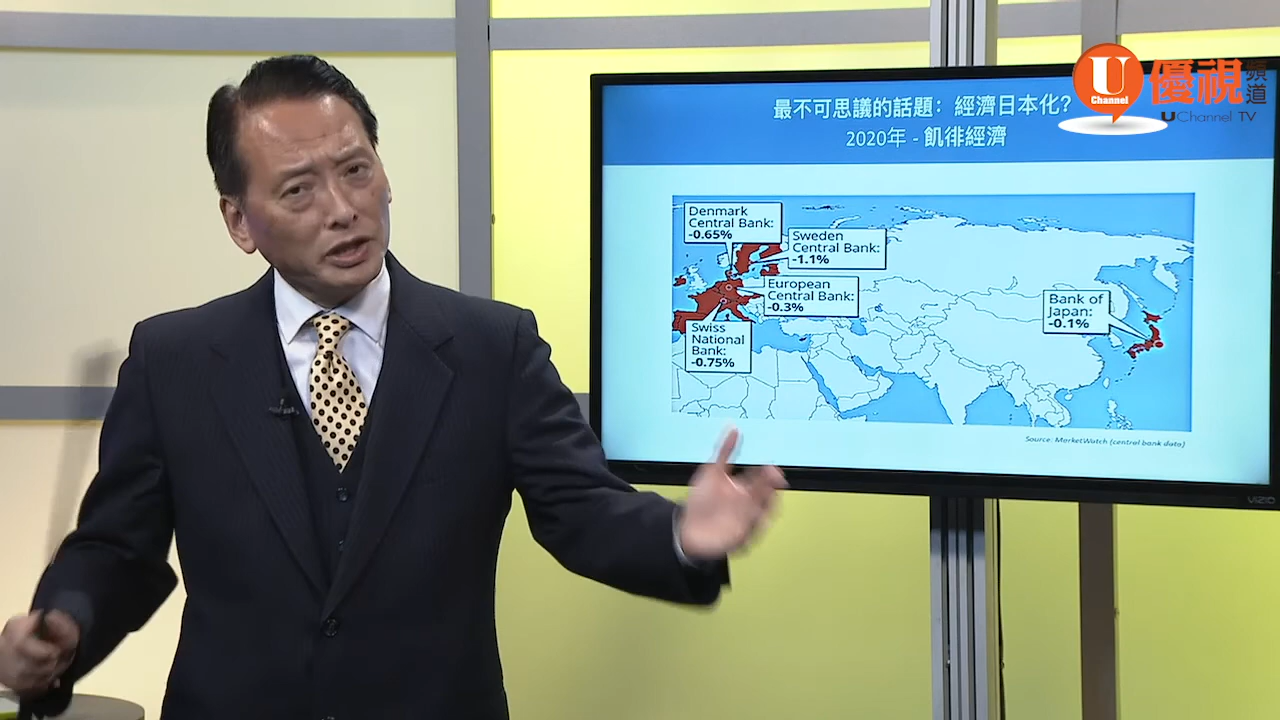 U
Channel
優視
頻道
UChannel TV
最不可思議的話題：經濟日本化？
2020年 - 飢徘經濟
Denmark
Central Bank:
-0.65%
Sweden
Central Bank:
-1.1%
European
Central Bank:
-0.3%
Swiss
National
Bank:
-0.75%
Bank of
Japan:
-0.1%
Source: MarketWatch (central bank data)
VIZIO